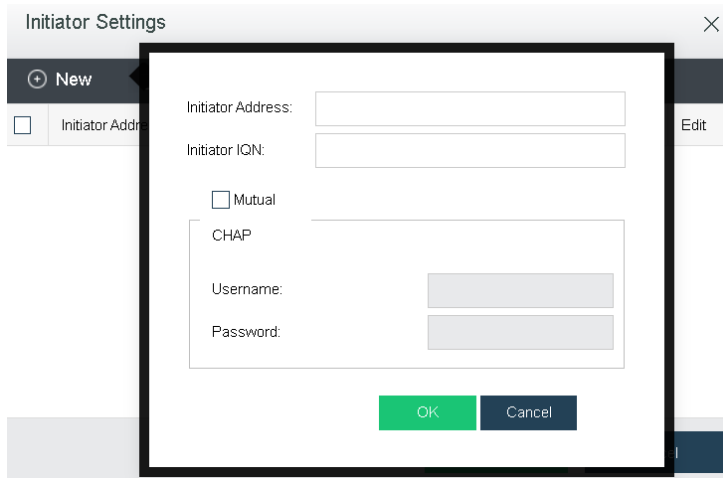 Initiator Settings
New
Initiator Addre
Edit
Initiator Address:
Initiator IQN:
Mutual
CHAP
Username:
Password:
OK
Cancel